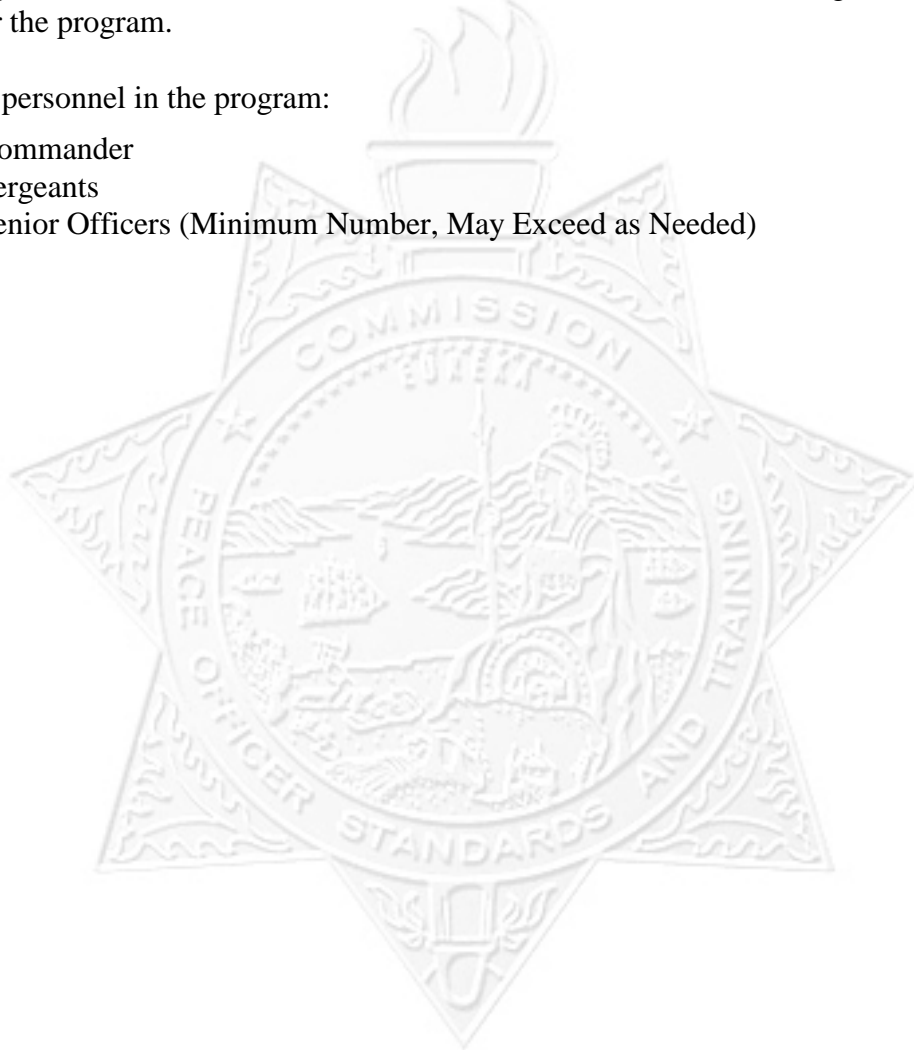 r the program.
personnel in the program:
ommander
ergeants
enior Officers (Minimum Number, May Exceed as Needed)
COMMISSION
EUREKA
PEACE OFFICER STANDARDS AND TRAINING